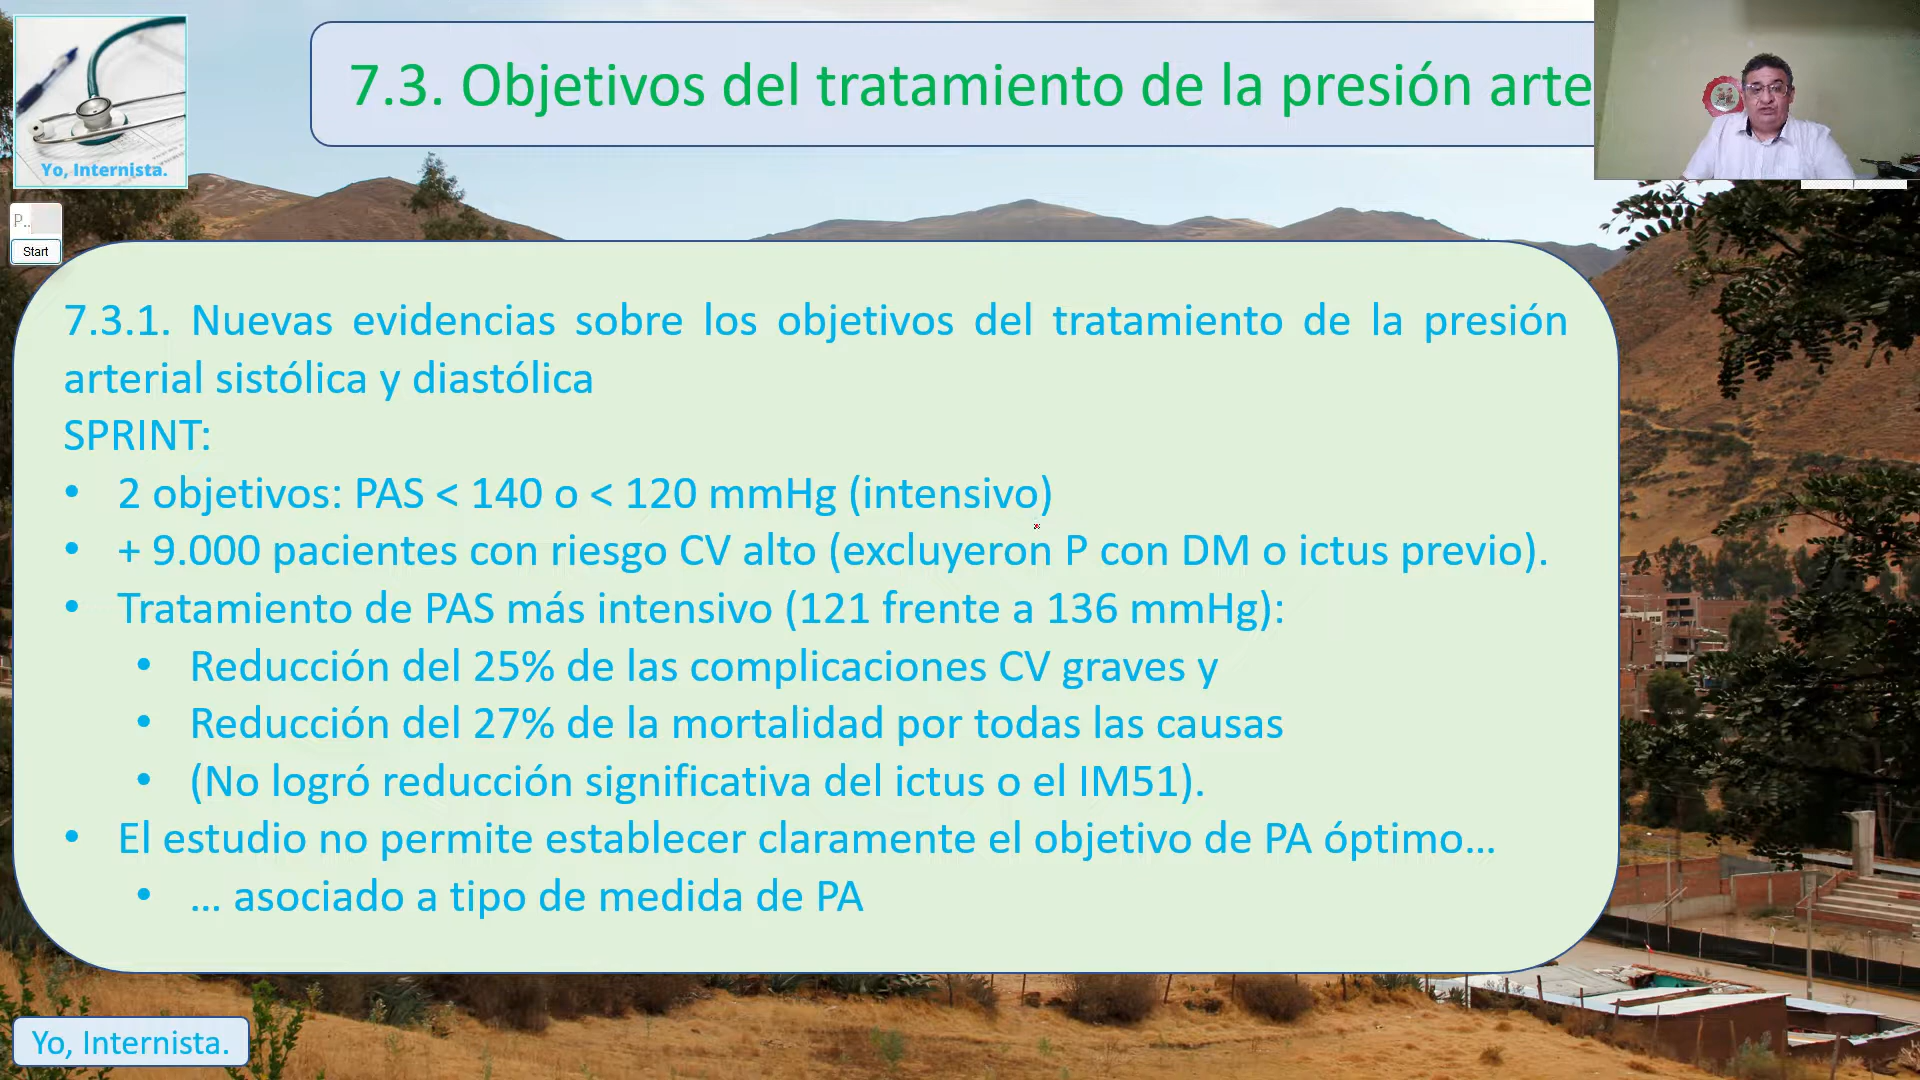 7.3. Objetivos del tratamiento de la presión arte
Yo, Internista.
P..
Start
7.3.1. Nuevas evidencias sobre los objetivos del tratamiento de la presión
arterial sistólica y diastólica
SPRINT:
• 2 objetivos: PAS < 140 o < 120 mmHg (intensivo)
• + 9.000 pacientes con riesgo CV alto (excluyeron P con DM o ictus previo).
• Tratamiento de PAS más intensivo (121 frente a 136 mmHg):
• Reducción del 25% de las complicaciones CV graves y
• Reducción del 27% de la mortalidad por todas las causas
• (No logró reducción significativa del ictus o el IM51).
• El estudio no permite establecer claramente el objetivo de PA óptimo...
• ... asociado a tipo de medida de PA
Yo, Internista.